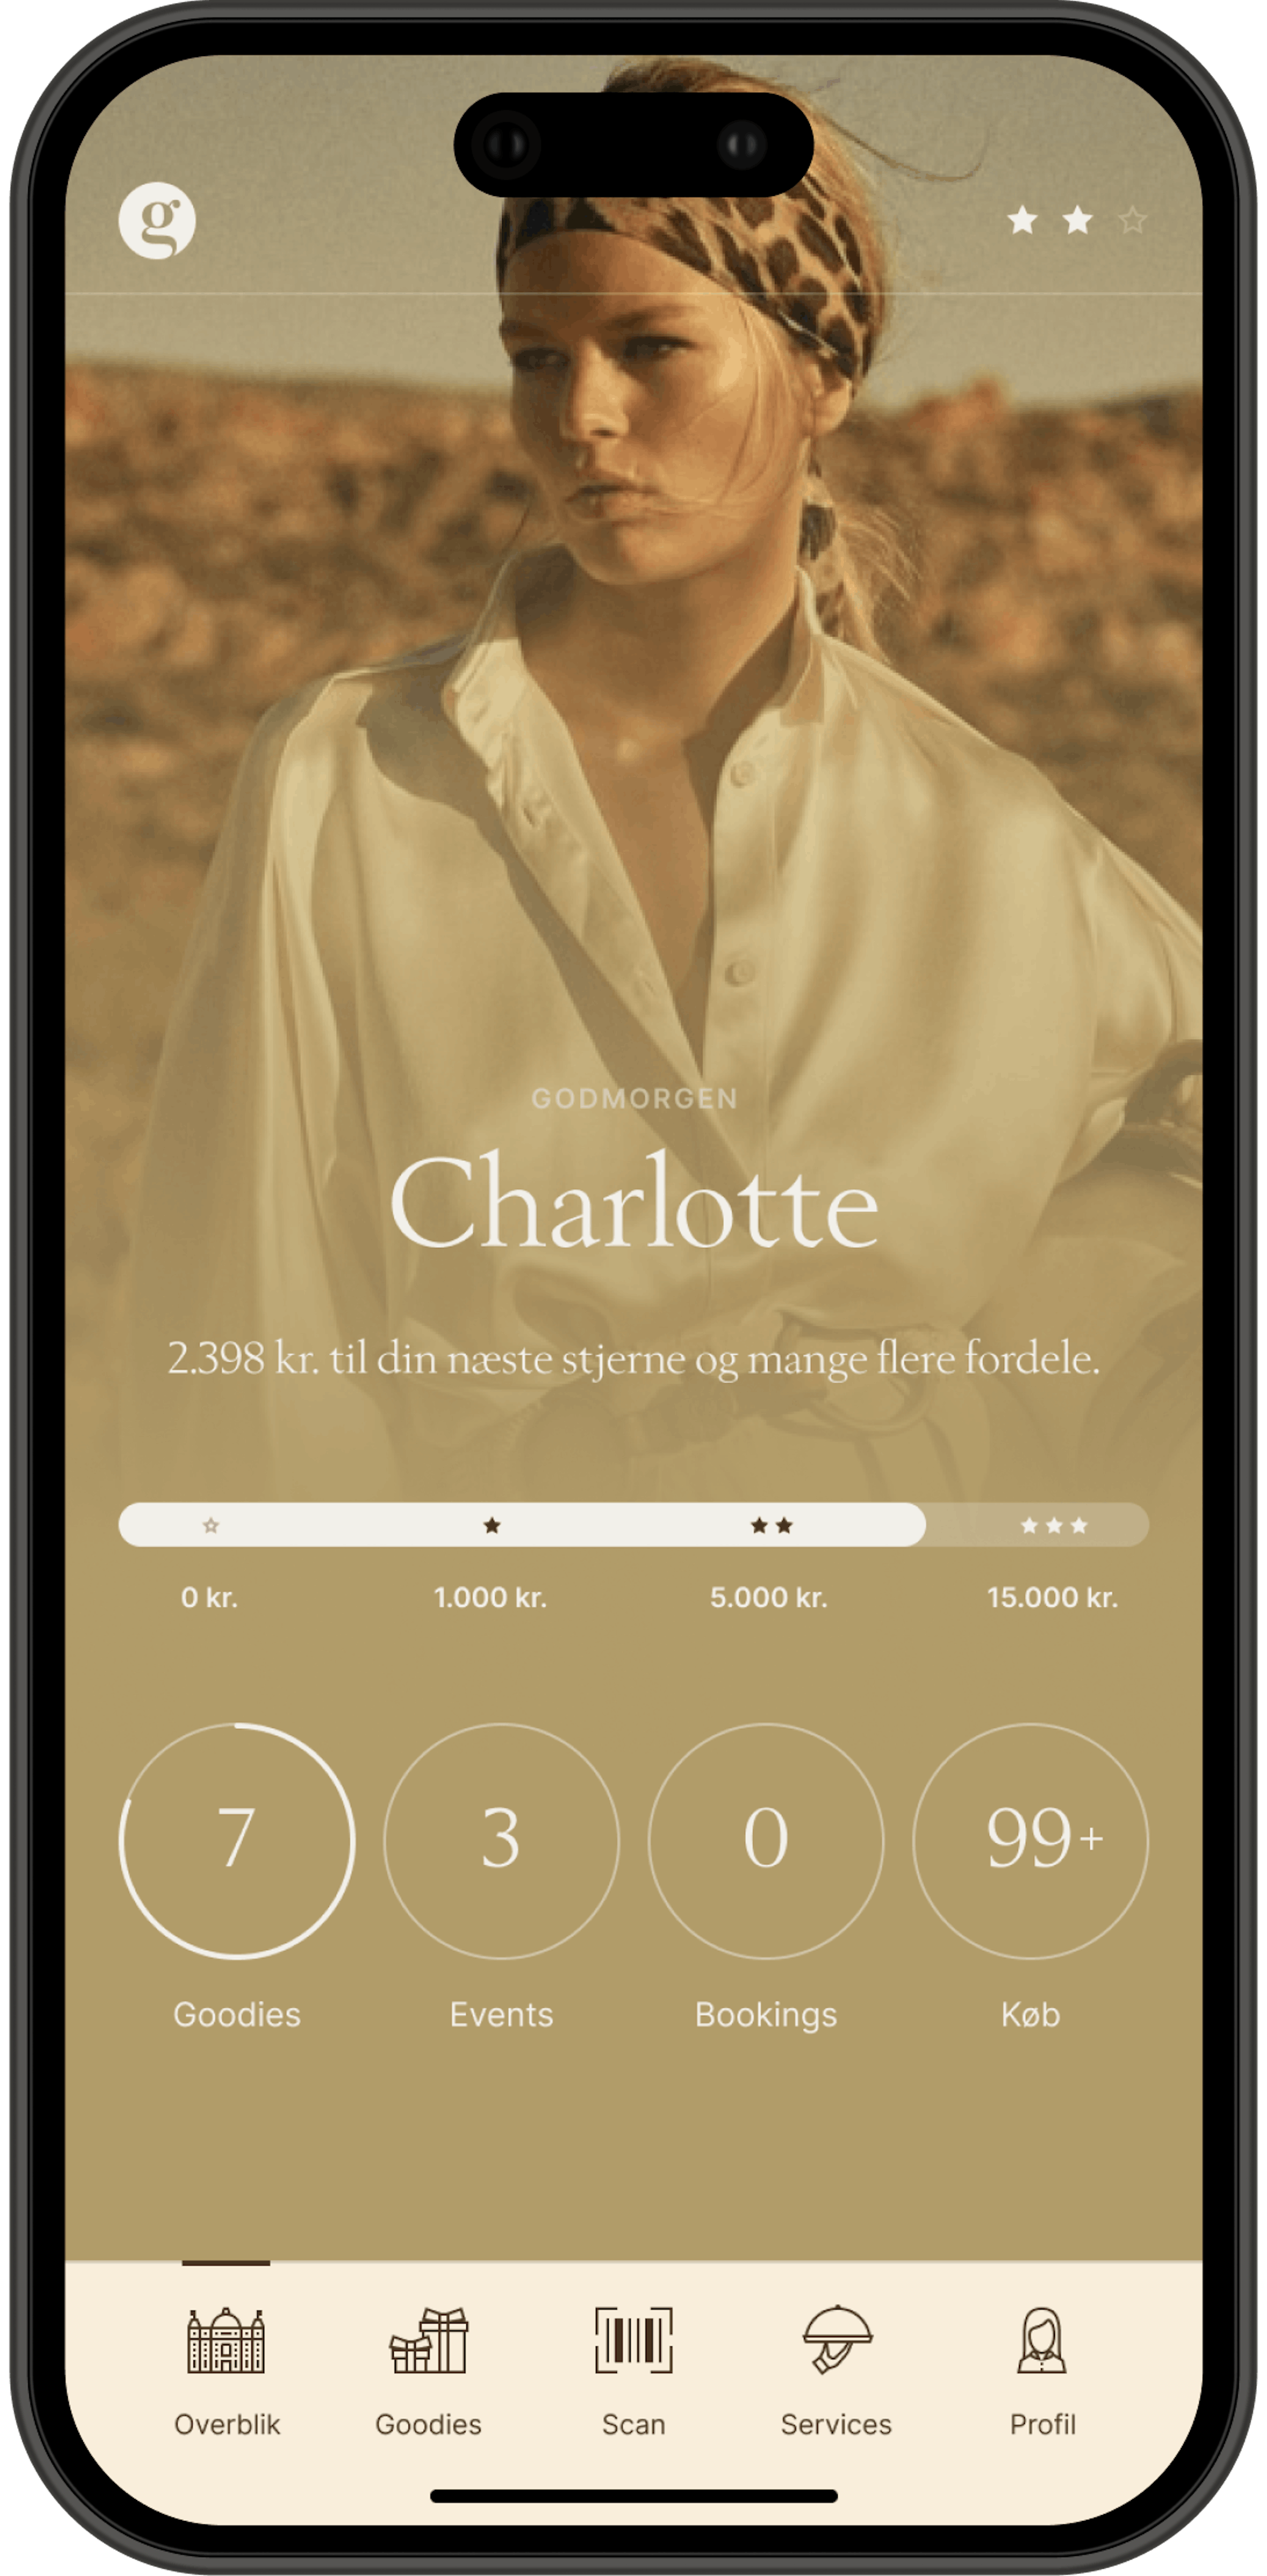 g
GODMORGEN
Charlotte
2.398 kr. til din næste stjerne og mange flere fordele.
0 kr. 1.000 kr. 5.000 kr. 15.000 kr.
7 3 0 99+
Goodies Events Bookings Køb
Overblik Goodies Scan Services Profil